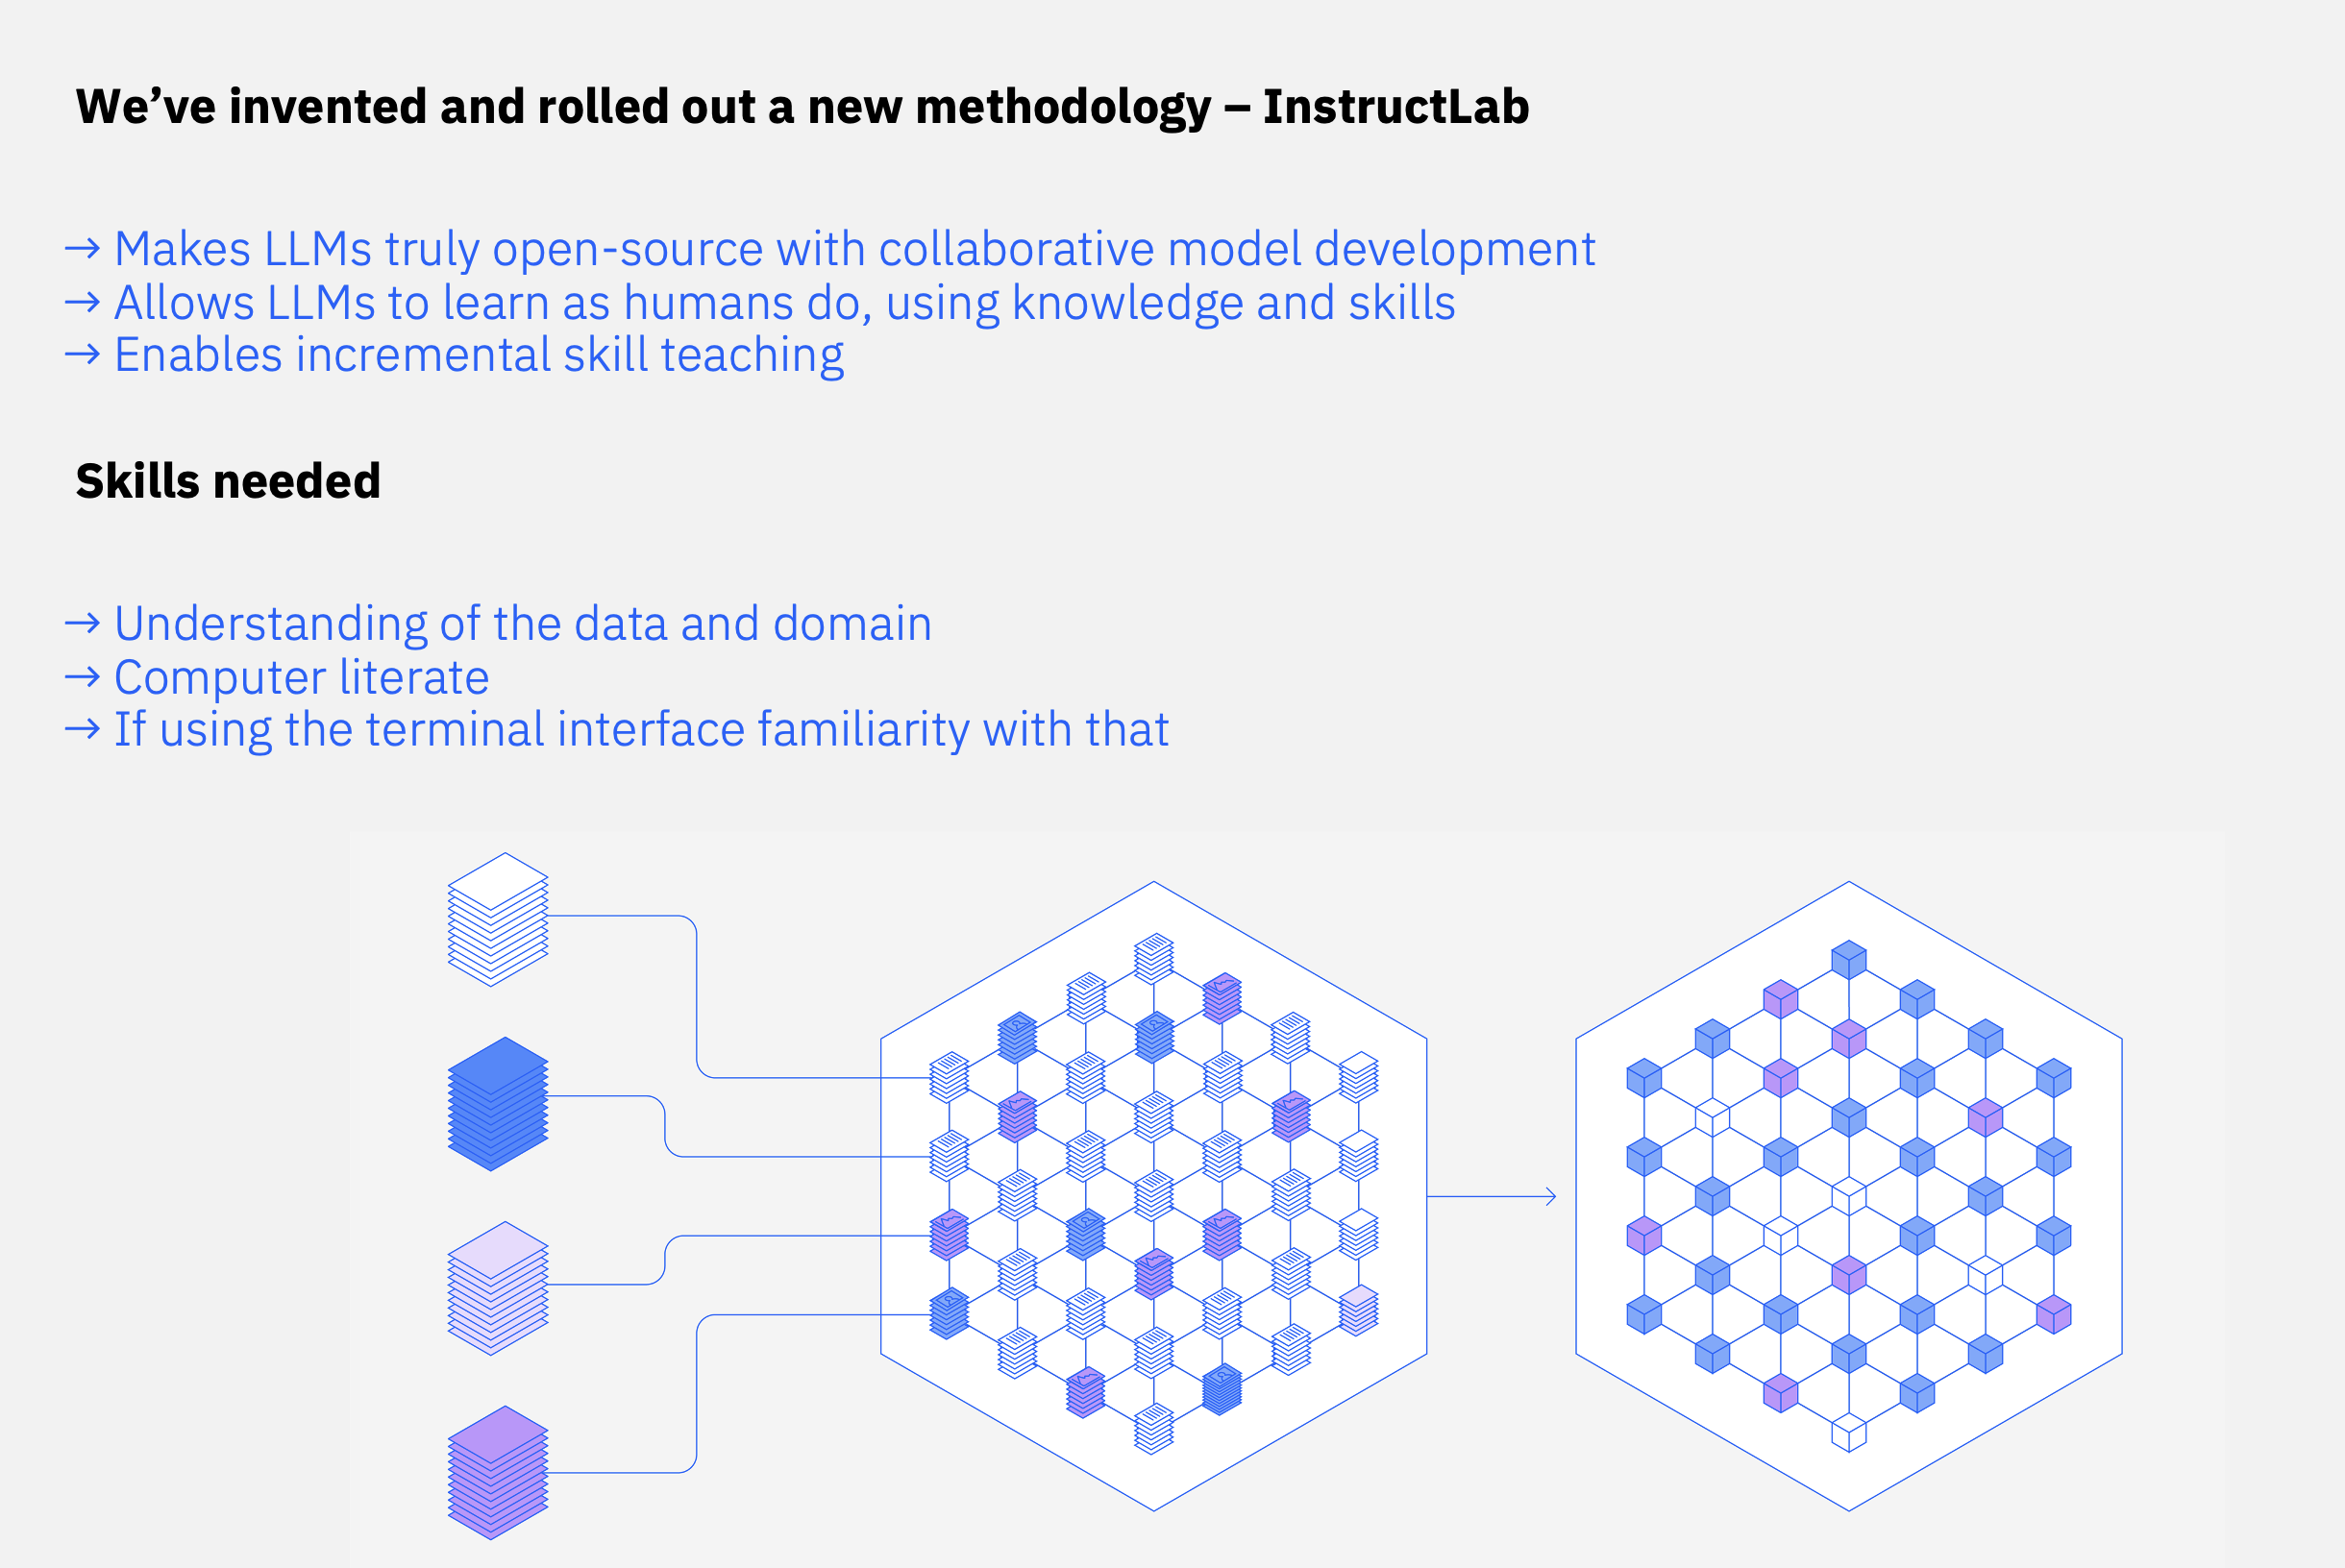 We’ve invented and rolled out a new methodology – InstructLab
→ Makes LLMs truly open-source with collaborative model development
→ Allows LLMs to learn as humans do, using knowledge and skills
→ Enables incremental skill teaching
Skills needed
→ Understanding of the data and domain
→ Computer literate
→ If using the terminal interface familiarity with that